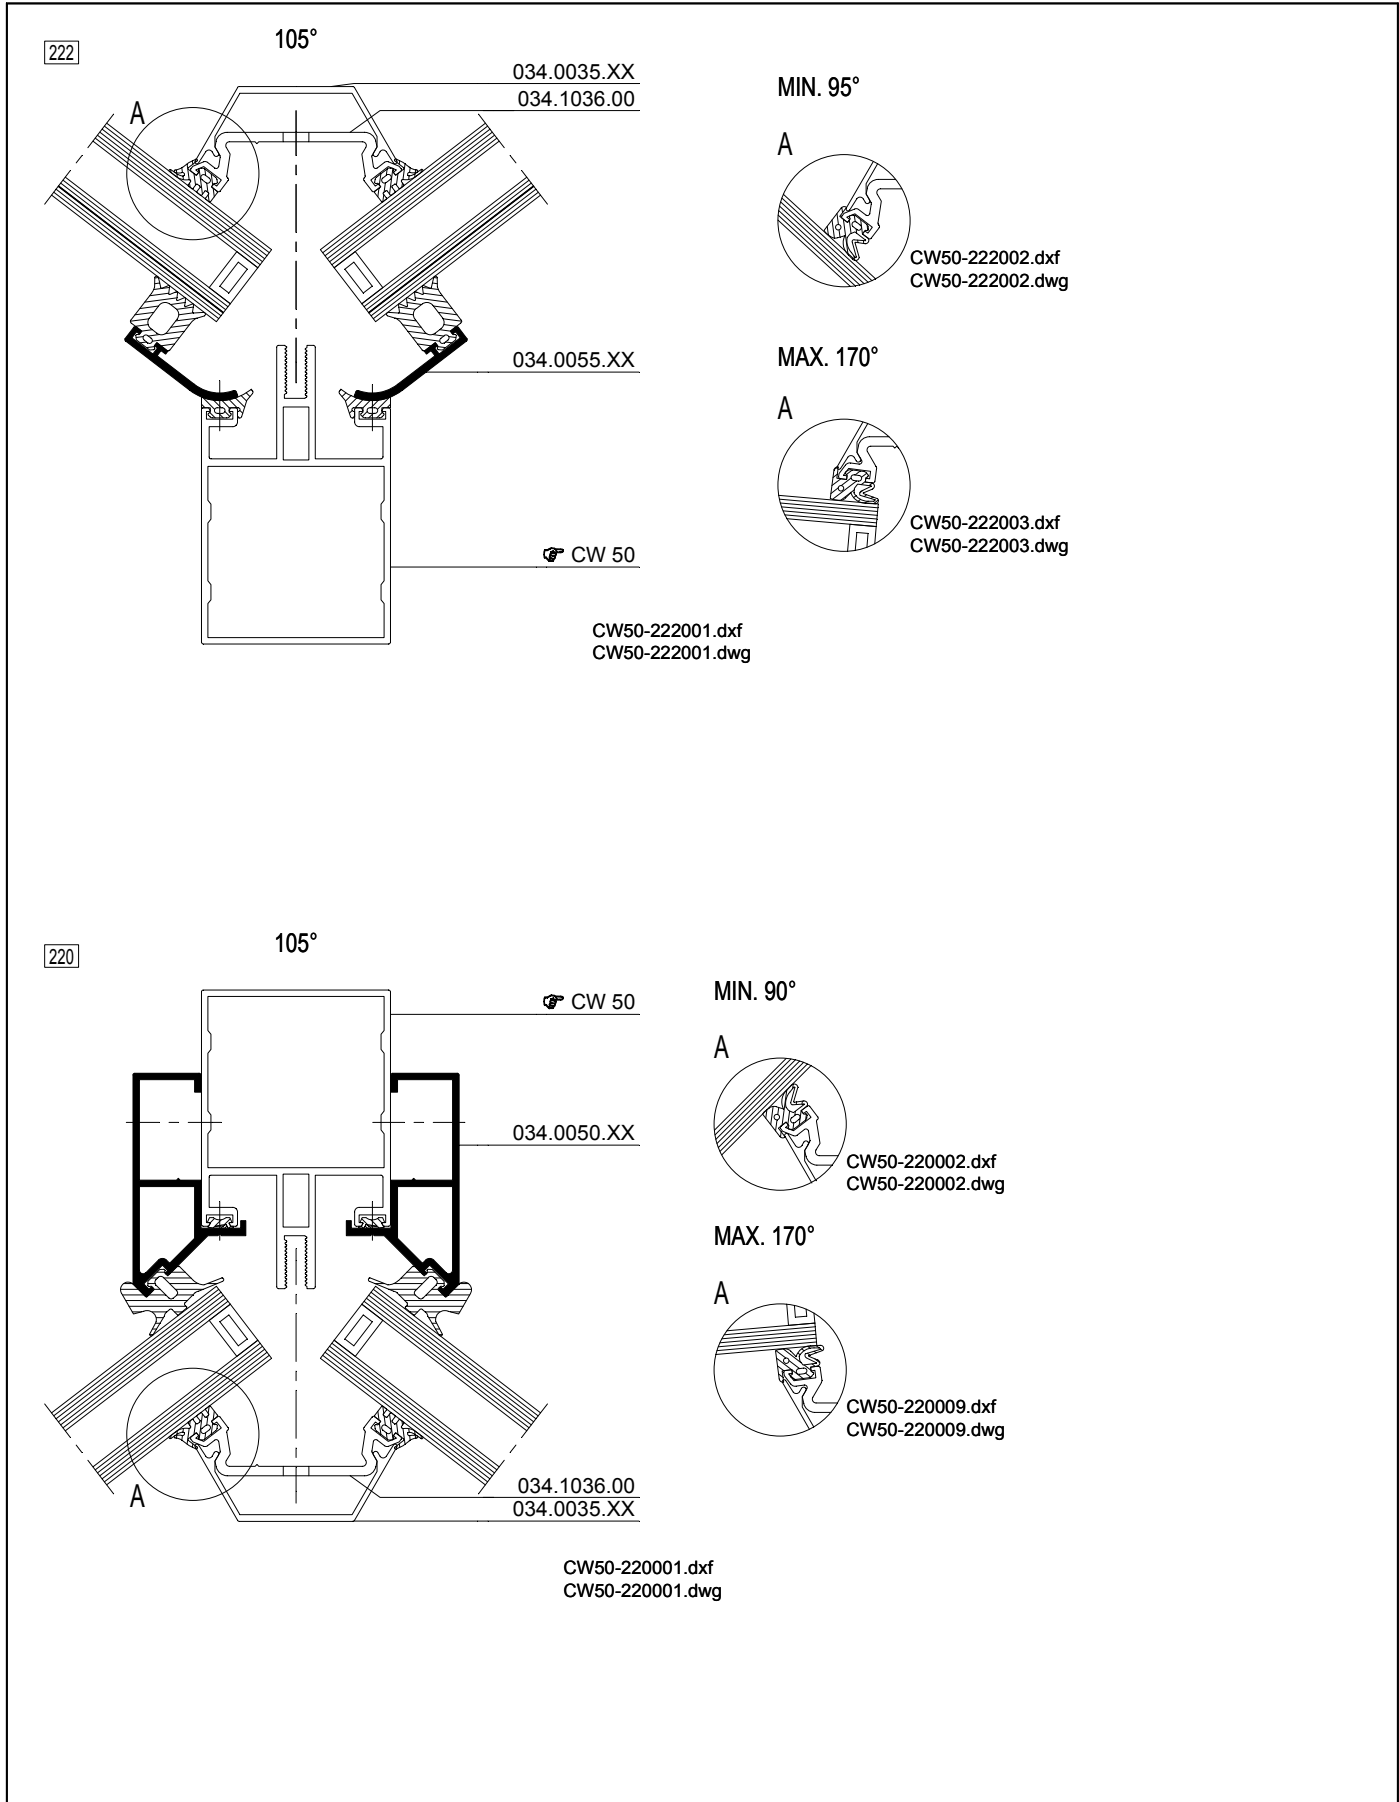 222
105°
034.0035.XX
034.1036.00
A
MIN. 95°
A
CW50-222002.dxf
CW50-222002.dwg
034.0055.XX
MAX. 170°
A
CW50-222003.dxf
CW50-222003.dwg
☞ CW 50
CW50-222001.dxf
CW50-222001.dwg
220
105°
☞ CW 50
034.0050.XX
MIN. 90°
A
CW50-220002.dxf
CW50-220002.dwg
MAX. 170°
A
CW50-220009.dxf
CW50-220009.dwg
A
034.1036.00
034.0035.XX
CW50-220001.dxf
CW50-220001.dwg